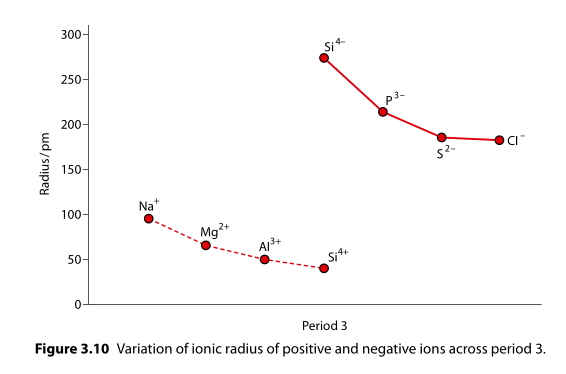 300
250
200
150
100
50
0
Radius/pm
Si⁴⁻
P³⁻
S²⁻
Cl⁻
Na⁺
Mg²⁺
Al³⁺
Si⁴⁺
Period 3
Figure 3.10 Variation of ionic radius of positive and negative ions across period 3.